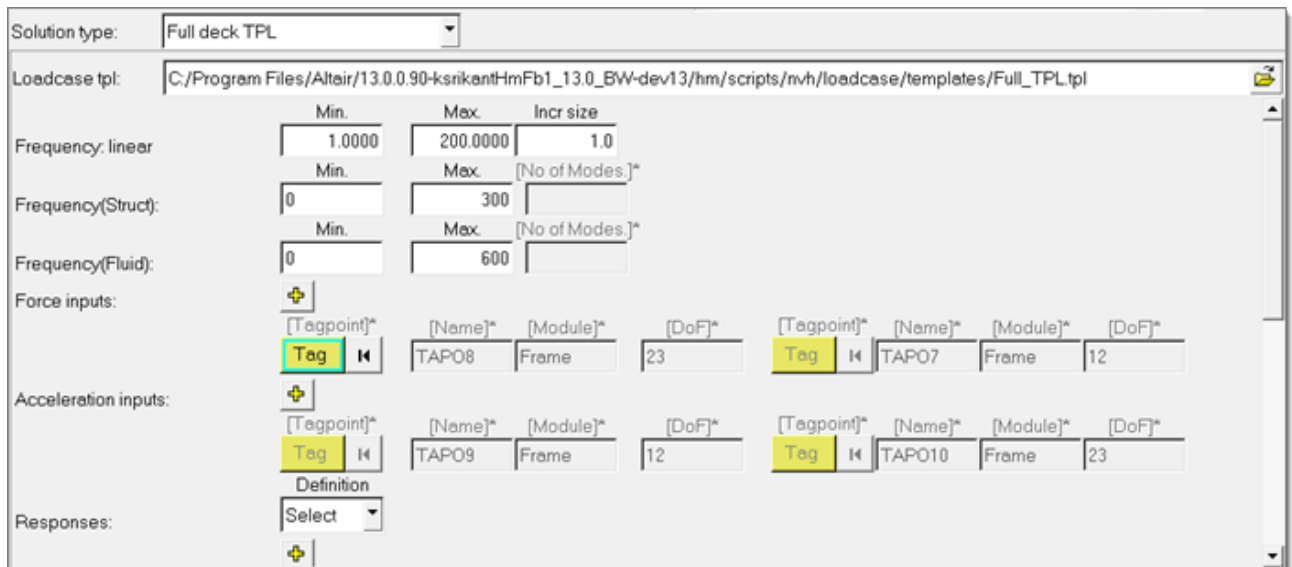 Solution type: Full deck TPL
Loadcase tpl: C:/Program Files/Altair/13.0.0.90-ksrikantHmFb1_13.0_BW-dev13/hm/scripts/nvh/loadcase/templates/Full_TPL.tpl
Min. Max. Incr size
Frequency: linear 1.0000 200.0000 1.0
Min. Max. [No of Modes.]*
Frequency(Struct): 0 300
Min. Max. [No of Modes.]*
Frequency(Fluid): 0 600
Force inputs:
[Tagpoint]* [Name]* [Module]* [DoF]* [Tagpoint]* [Name]* [Module]* [DoF]*
Tag TAPO8 Frame 23 Tag TAPO7 Frame 12
Acceleration inputs:
[Tagpoint]* [Name]* [Module]* [DoF]* [Tagpoint]* [Name]* [Module]* [DoF]*
Tag TAPO9 Frame 12 Tag TAPO10 Frame 23
Definition
Responses: Select